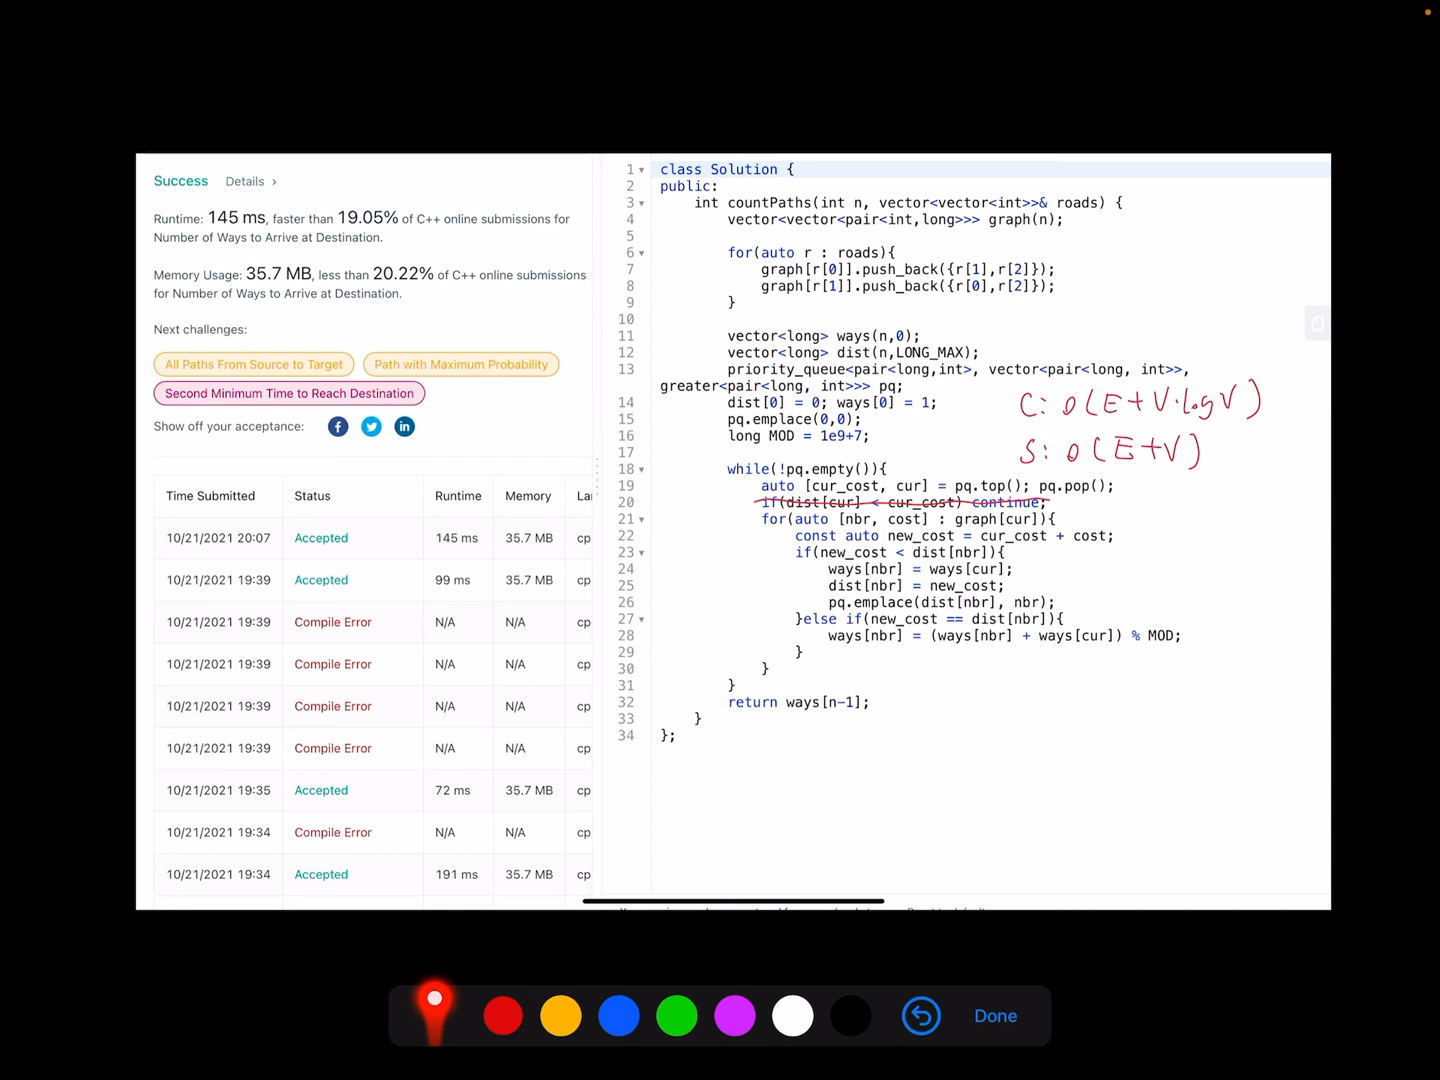 Success Details >
Runtime: 145 ms, faster than 19.05% of C++ online submissions for
Number of Ways to Arrive at Destination.
Memory Usage: 35.7 MB, less than 20.22% of C++ online submissions
for Number of Ways to Arrive at Destination.
Next challenges:
All Paths From Source to Target Path with Maximum Probability
Second Minimum Time to Reach Destination
Show off your acceptance:
Time Submitted Status Runtime Memory La
10/21/2021 20:07 Accepted 145 ms 35.7 MB cp
10/21/2021 19:39 Accepted 99 ms 35.7 MB cp
10/21/2021 19:39 Compile Error N/A N/A cp
10/21/2021 19:39 Compile Error N/A N/A cp
10/21/2021 19:39 Compile Error N/A N/A cp
10/21/2021 19:39 Compile Error N/A N/A cp
10/21/2021 19:35 Accepted 72 ms 35.7 MB cp
10/21/2021 19:34 Compile Error N/A N/A cp
10/21/2021 19:34 Accepted 191 ms 35.7 MB cp
1 class Solution {
2 public:
3 int countPaths(int n, vector<vector<int>>& roads) {
4 vector<vector<pair<int,long>>> graph(n);
5
6 for(auto r : roads){
7 graph[r[0]].push_back({r[1],r[2]});
8 graph[r[1]].push_back({r[0],r[2]});
9 }
10
11 vector<long> ways(n,0);
12 vector<long> dist(n,LONG_MAX);
13 priority_queue<pair<long,int>, vector<pair<long, int>>,
greater<pair<long, int>>> pq;
14 dist[0] = 0; ways[0] = 1;
15 pq.emplace(0,0);
16 long MOD = 1e9+7;
17
18 while(!pq.empty()){
19 auto [cur_cost, cur] = pq.top(); pq.pop();
20 if(dist[cur] < cur_cost) continue;
21 for(auto [nbr, cost] : graph[cur]){
22 const auto new_cost = cur_cost + cost;
23 if(new_cost < dist[nbr]){
24 ways[nbr] = ways[cur];
25 dist[nbr] = new_cost;
26 pq.emplace(dist[nbr], nbr);
27 }else if(new_cost == dist[nbr]){
28 ways[nbr] = (ways[nbr] + ways[cur]) % MOD;
29 }
30 }
31 }
32 return ways[n-1];
33 }
34 };
C: O(E+V·logV)
S: O(E+V)
Done